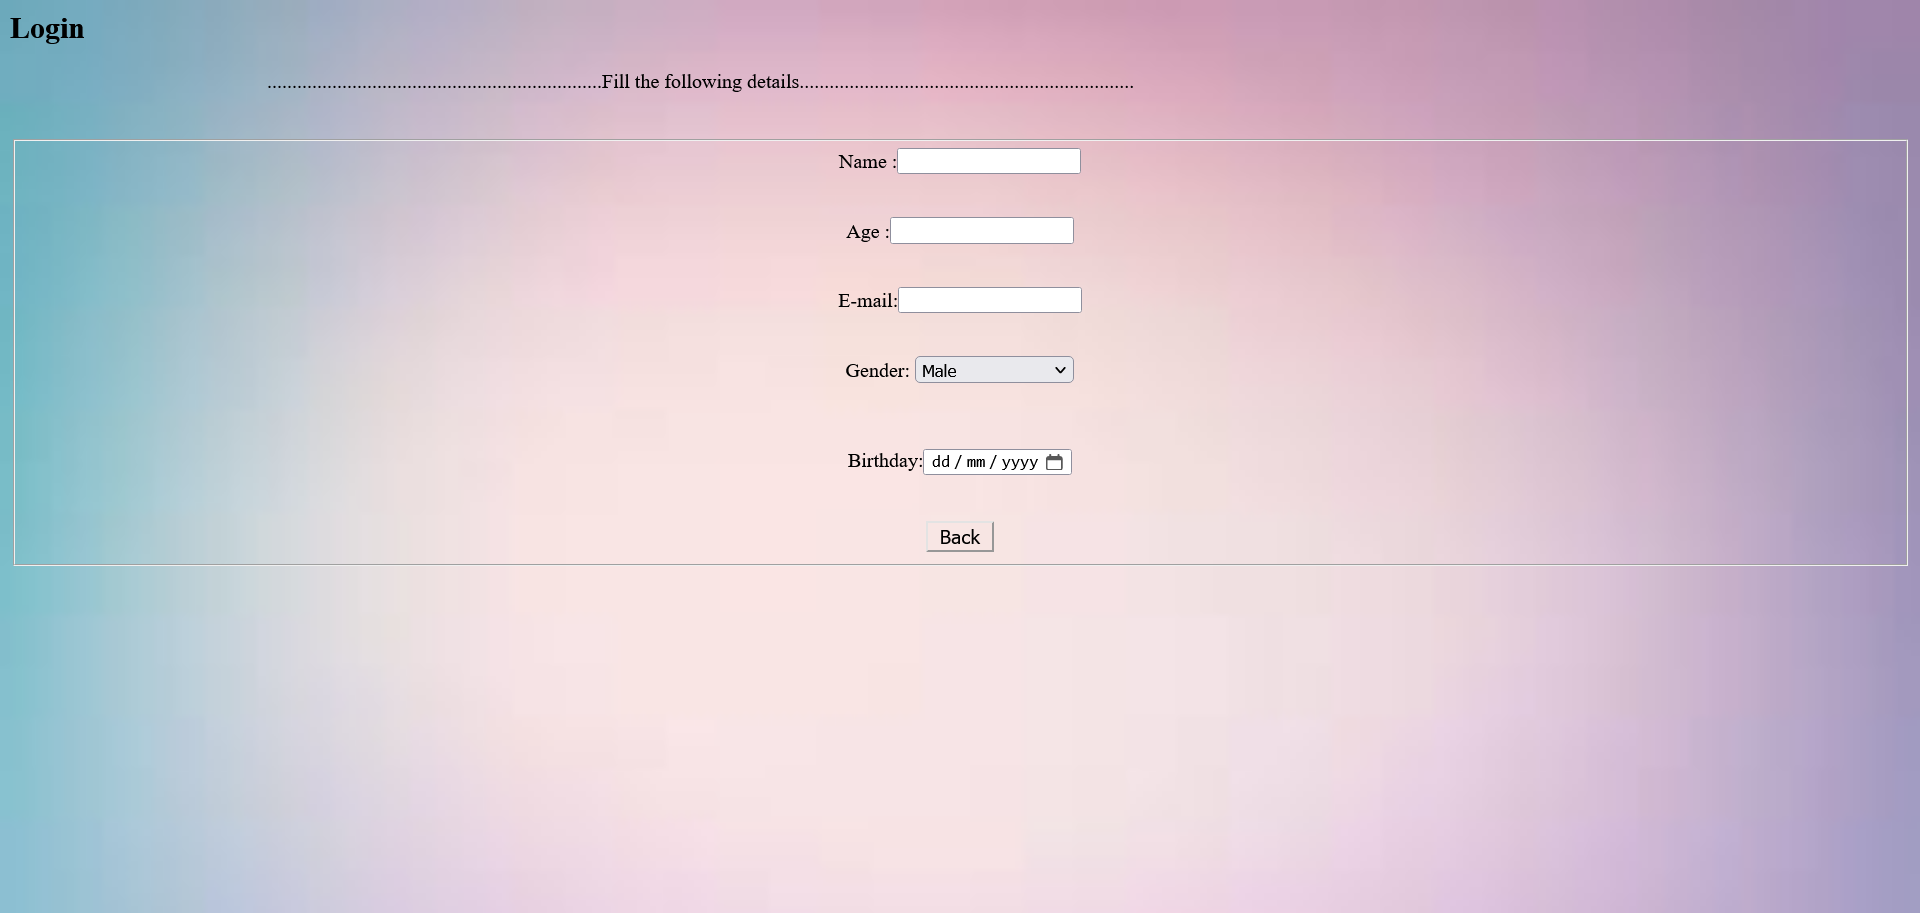 Login
...................................................................Fill the following details...................................................................
Name :
Age :
E-mail:
Gender: Male
Birthday: dd / mm / yyyy
Back